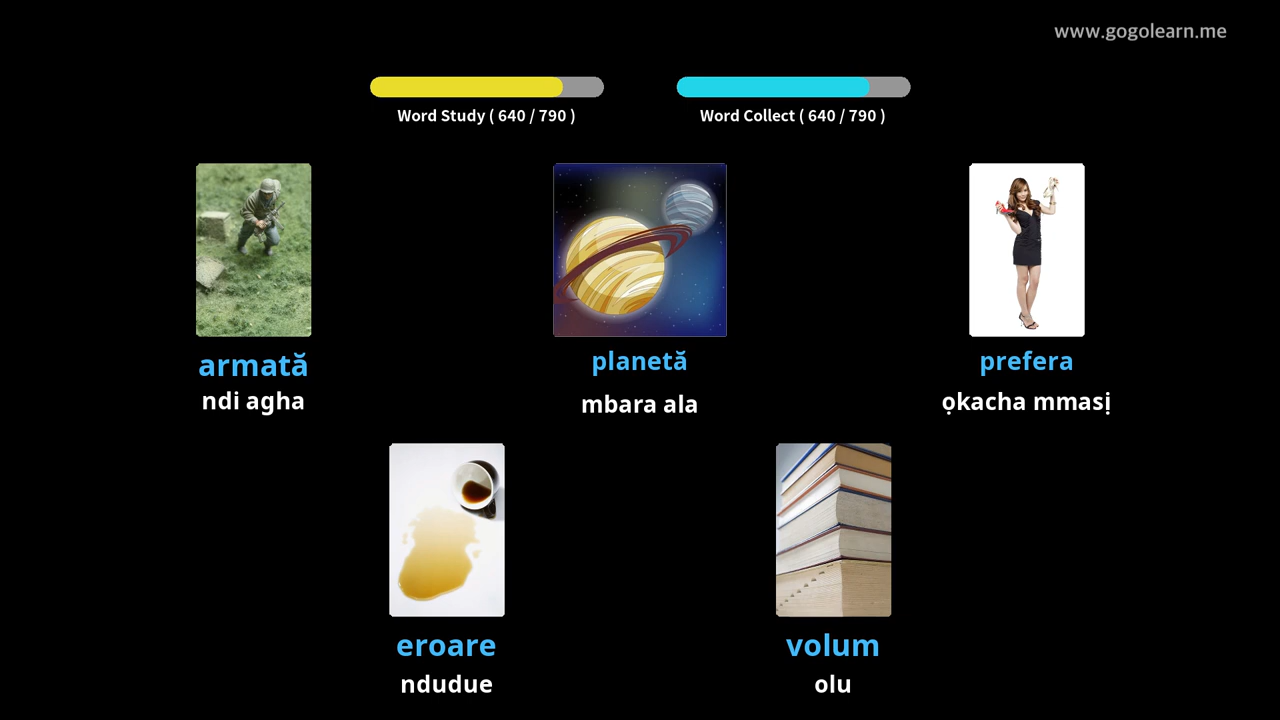 www.gogolearn.me
Word Study ( 640 / 790 )
Word Collect ( 640 / 790 )
armată
ndi agha
planetă
mbara ala
prefera
ọkacha mmasị
eroare
ndudue
volum
olu